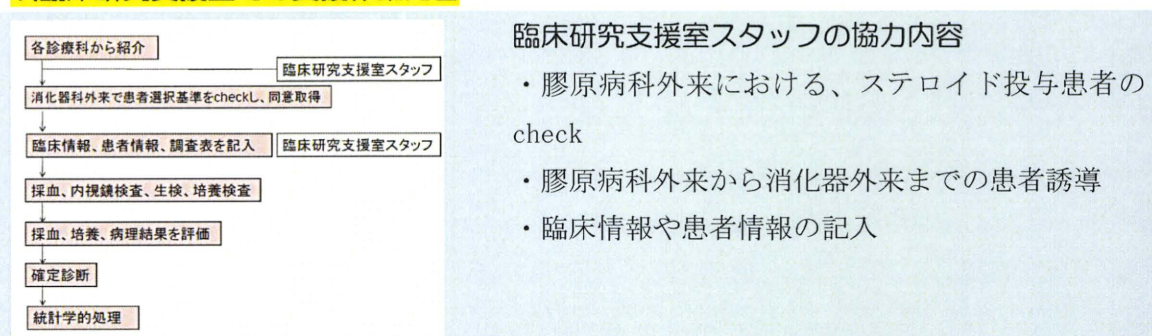 各診療科から紹介
臨床研究支援室スタッフ
消化器科外来で患者選択基準をcheckし、同意取得
臨床情報、患者情報、調査表を記入
臨床研究支援室スタッフ
採血、内視鏡検査、生検、培養検査
採血、培養、病理結果を評価
確定診断
統計学的処理
臨床研究支援室スタッフの協力内容
・膠原病科外来における、ステロイド投与患者の
check
・膠原病科外来から消化器外来までの患者誘導
・臨床情報や患者情報の記入